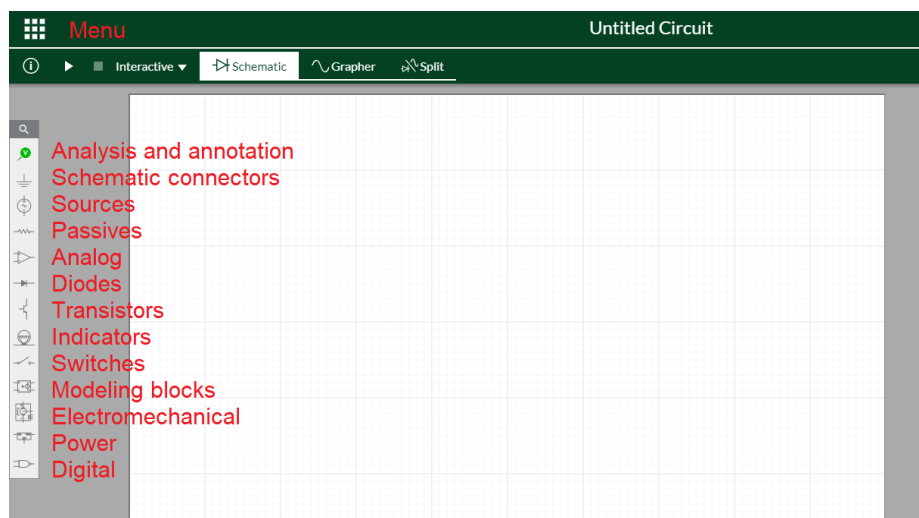 Menu Untitled Circuit
Interactive Schematic Grapher Split
V
Analysis and annotation
Schematic connectors
Sources
Passives
Analog
Diodes
Transistors
Indicators
Switches
Modeling blocks
Electromechanical
Power
Digital